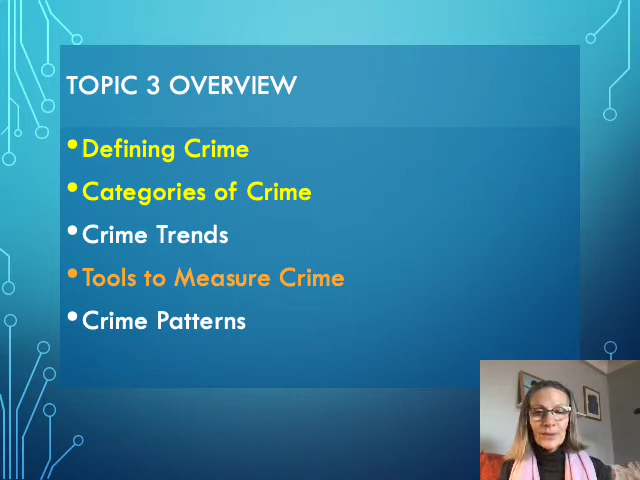 TOPIC 3 OVERVIEW
• Defining Crime
• Categories of Crime
• Crime Trends
• Tools to Measure Crime
• Crime Patterns